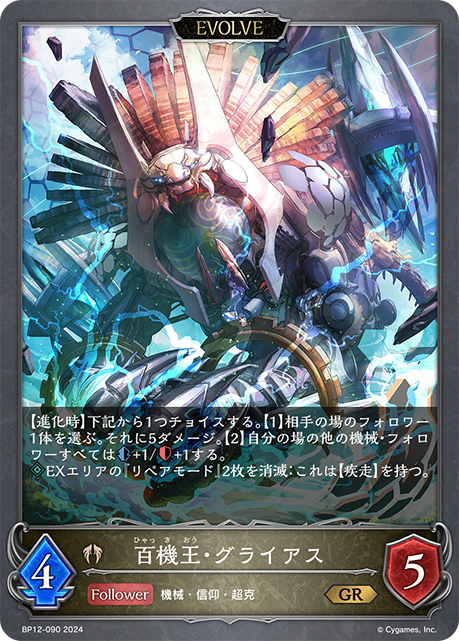 EVOLVE
【進化時】下記から1つチョイスする。【1】相手の場のフォロワー
1体を選ぶ。それに5ダメージ。【2】自分の場の他の機械・フォロ
ワーすべては+1/+1する。
EXエリアの『リペアモード』2枚を消滅：これは【疾走】を持つ。
ひゃっ き おう
百機王・グライアス
4
Follower 機械・信仰・超克
GR
5
BP12-090 2024
© Cygames, Inc.